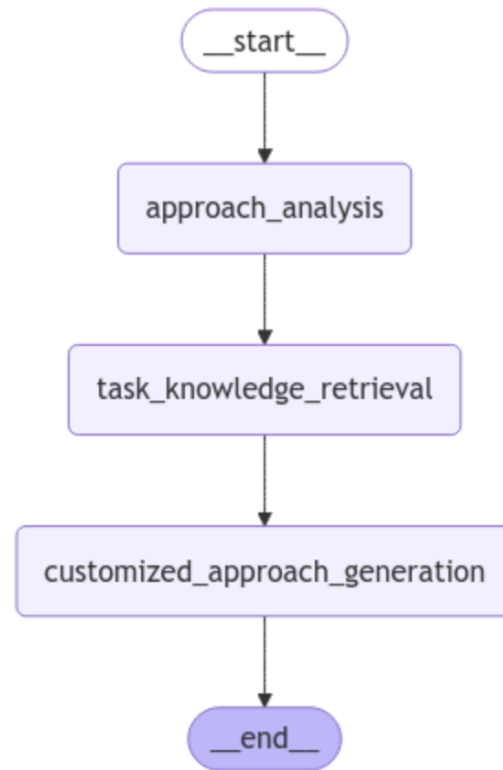 __start__
approach_analysis
task_knowledge_retrieval
customized_approach_generation
__end__